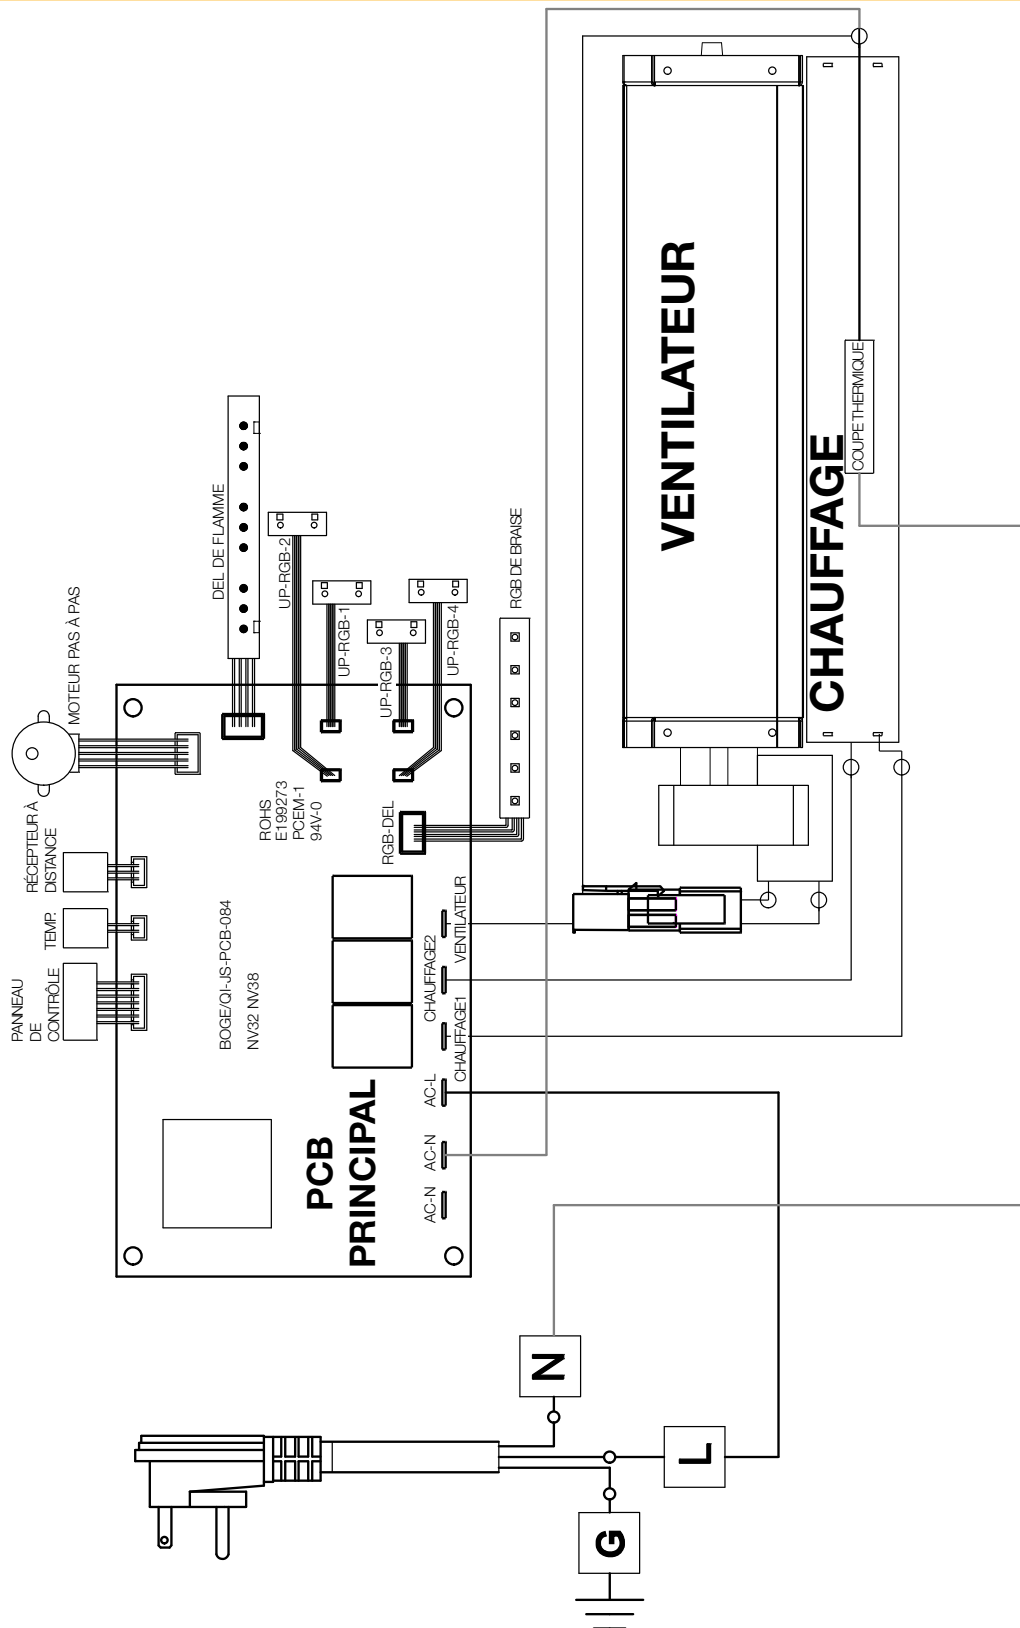 MOTEUR PAS À PAS
RÉCEPTEUR À
DISTANCE
TEMP.
PANNEAU
DE
CONTRÔLE
DEL DE FLAMME
UP-RGB-2
UP-RGB-1
UP-RGB-3
UP-RGB-4
RGB DE BRAISE
ROHS
E199273
PCEM-1
94V-0
RGB-DEL
BOGE/QI-JS-PCB-084
NV32 NV38
VENTILATEUR
CHAUFFAGE2
CHAUFFAGE1
AC-L
AC-N
AC-N
PCB
PRINCIPAL
VENTILATEUR
CHAUFFAGE
COUPE THERMIQUE
N
L
G